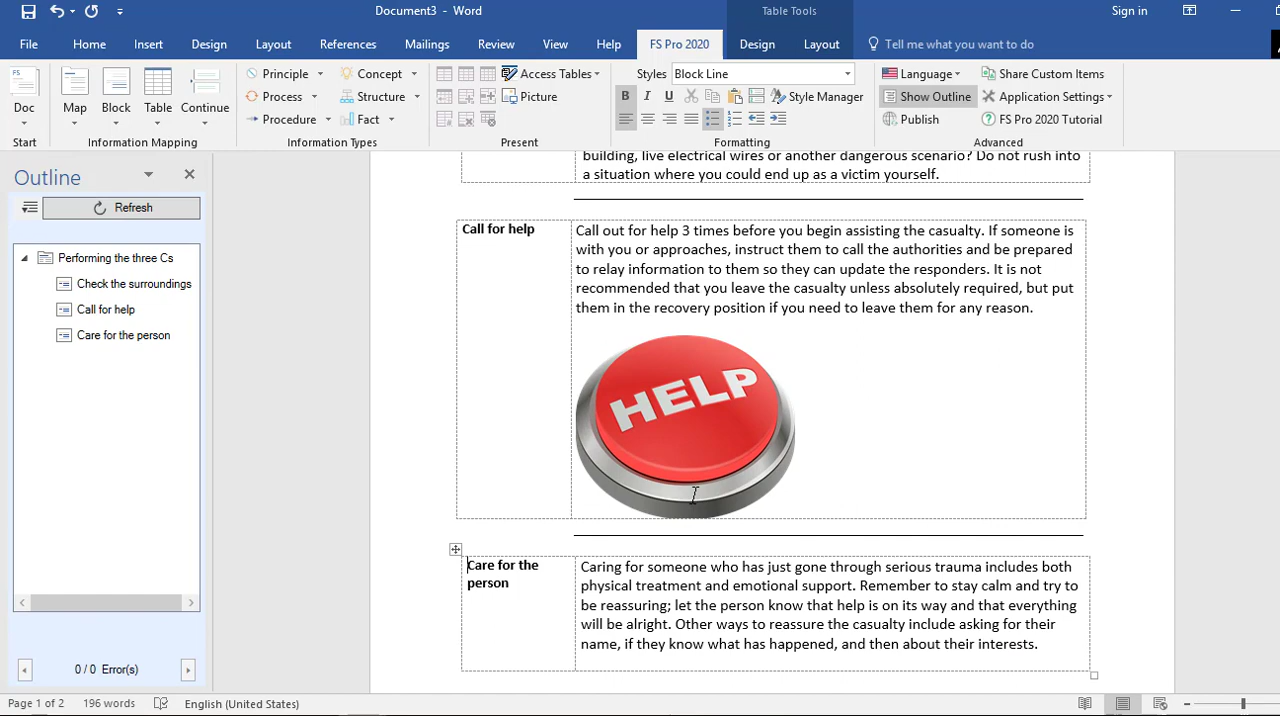 Document3 - Word
Table Tools
Sign in
File Home Insert Design Layout References Mailings Review View Help FS Pro 2020 Design Layout Tell me what you want to do
FS
Doc
Start
Map Block Table Continue
Information Mapping
Principle Concept
Process Structure
Procedure Fact
Information Types
Access Tables
Picture
Present
Styles Block Line
B I U Style Manager
Formatting
Language Share Custom Items
Show Outline Application Settings
Publish FS Pro 2020 Tutorial
Advanced
Outline
Refresh
Performing the three Cs
Check the surroundings
Call for help
Care for the person
0 / 0 Error(s)
building, live electrical wires or another dangerous scenario? Do not rush into
a situation where you could end up as a victim yourself.
Call for help
Call out for help 3 times before you begin assisting the casualty. If someone is
with you or approaches, instruct them to call the authorities and be prepared
to relay information to them so they can update the responders. It is not
recommended that you leave the casualty unless absolutely required, but put
them in the recovery position if you need to leave them for any reason.
HELP
Care for the
person
Caring for someone who has just gone through serious trauma includes both
physical treatment and emotional support. Remember to stay calm and try to
be reassuring; let the person know that help is on its way and that everything
will be alright. Other ways to reassure the casualty include asking for their
name, if they know what has happened, and then about their interests.
Page 1 of 2 196 words English (United States)